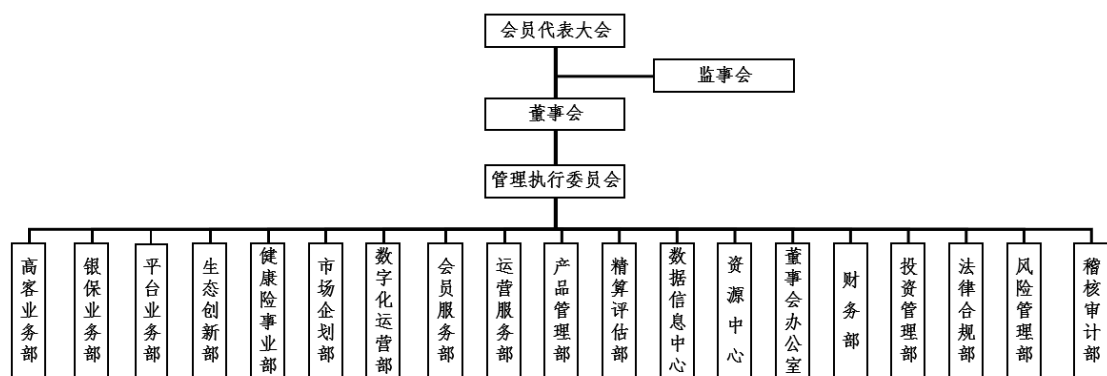 会员代表大会
监事会
董事会
管理执行委员会
高客业务部
银保业务部
平台业务部
生态创新部
健康险事业部
市场企划部
数字化运营部
会员服务部
运营服务部
产品管理部
精算评估部
数据信息中心
资源中心
董事会办公室
财务部
投资管理部
法律合规部
风险管理部
稽核审计部